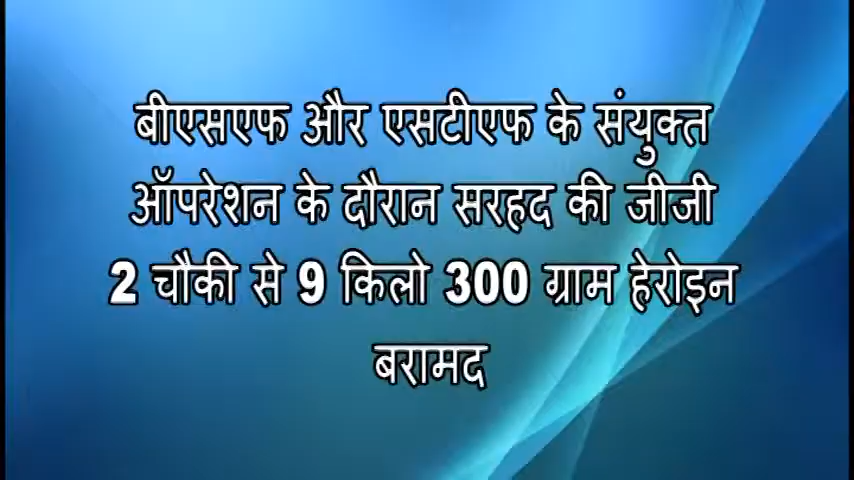 बीएसएफ और एसटीएफ के संयुक्त
ऑपरेशन के दौरान सरहद की जीजी
2 चौकी से 9 किलो 300 ग्राम हेरोइन
बरामद